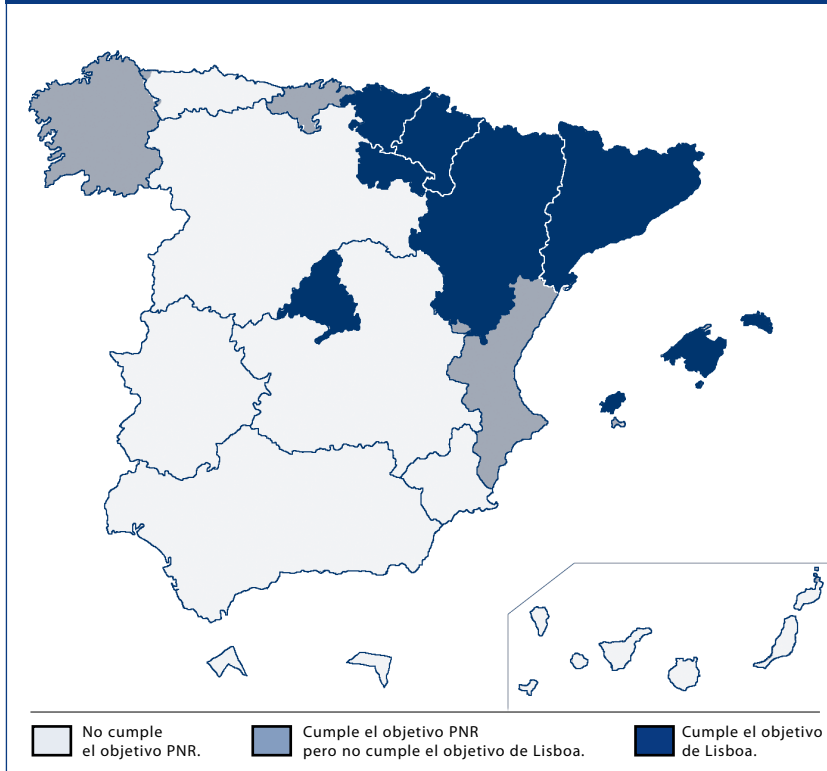 No cumple
el objetivo PNR.
Cumple el objetivo PNR
pero no cumple el objetivo de Lisboa.
Cumple el objetivo
de Lisboa.